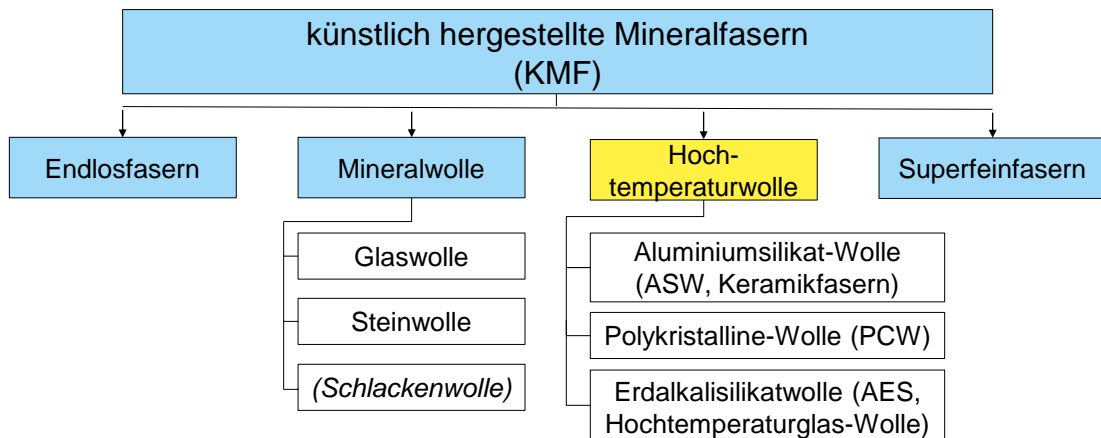 künstlich hergestellte Mineralfasern
(KMF)
Endlosfasern
Mineralwolle
Hoch-
temperaturwolle
Superfeinfasern
Glaswolle
Steinwolle
(Schlackenwolle)
Aluminiumsilikat-Wolle
(ASW, Keramikfasern)
Polykristalline-Wolle (PCW)
Erdalkalisilikatwolle (AES,
Hochtemperaturglas-Wolle)